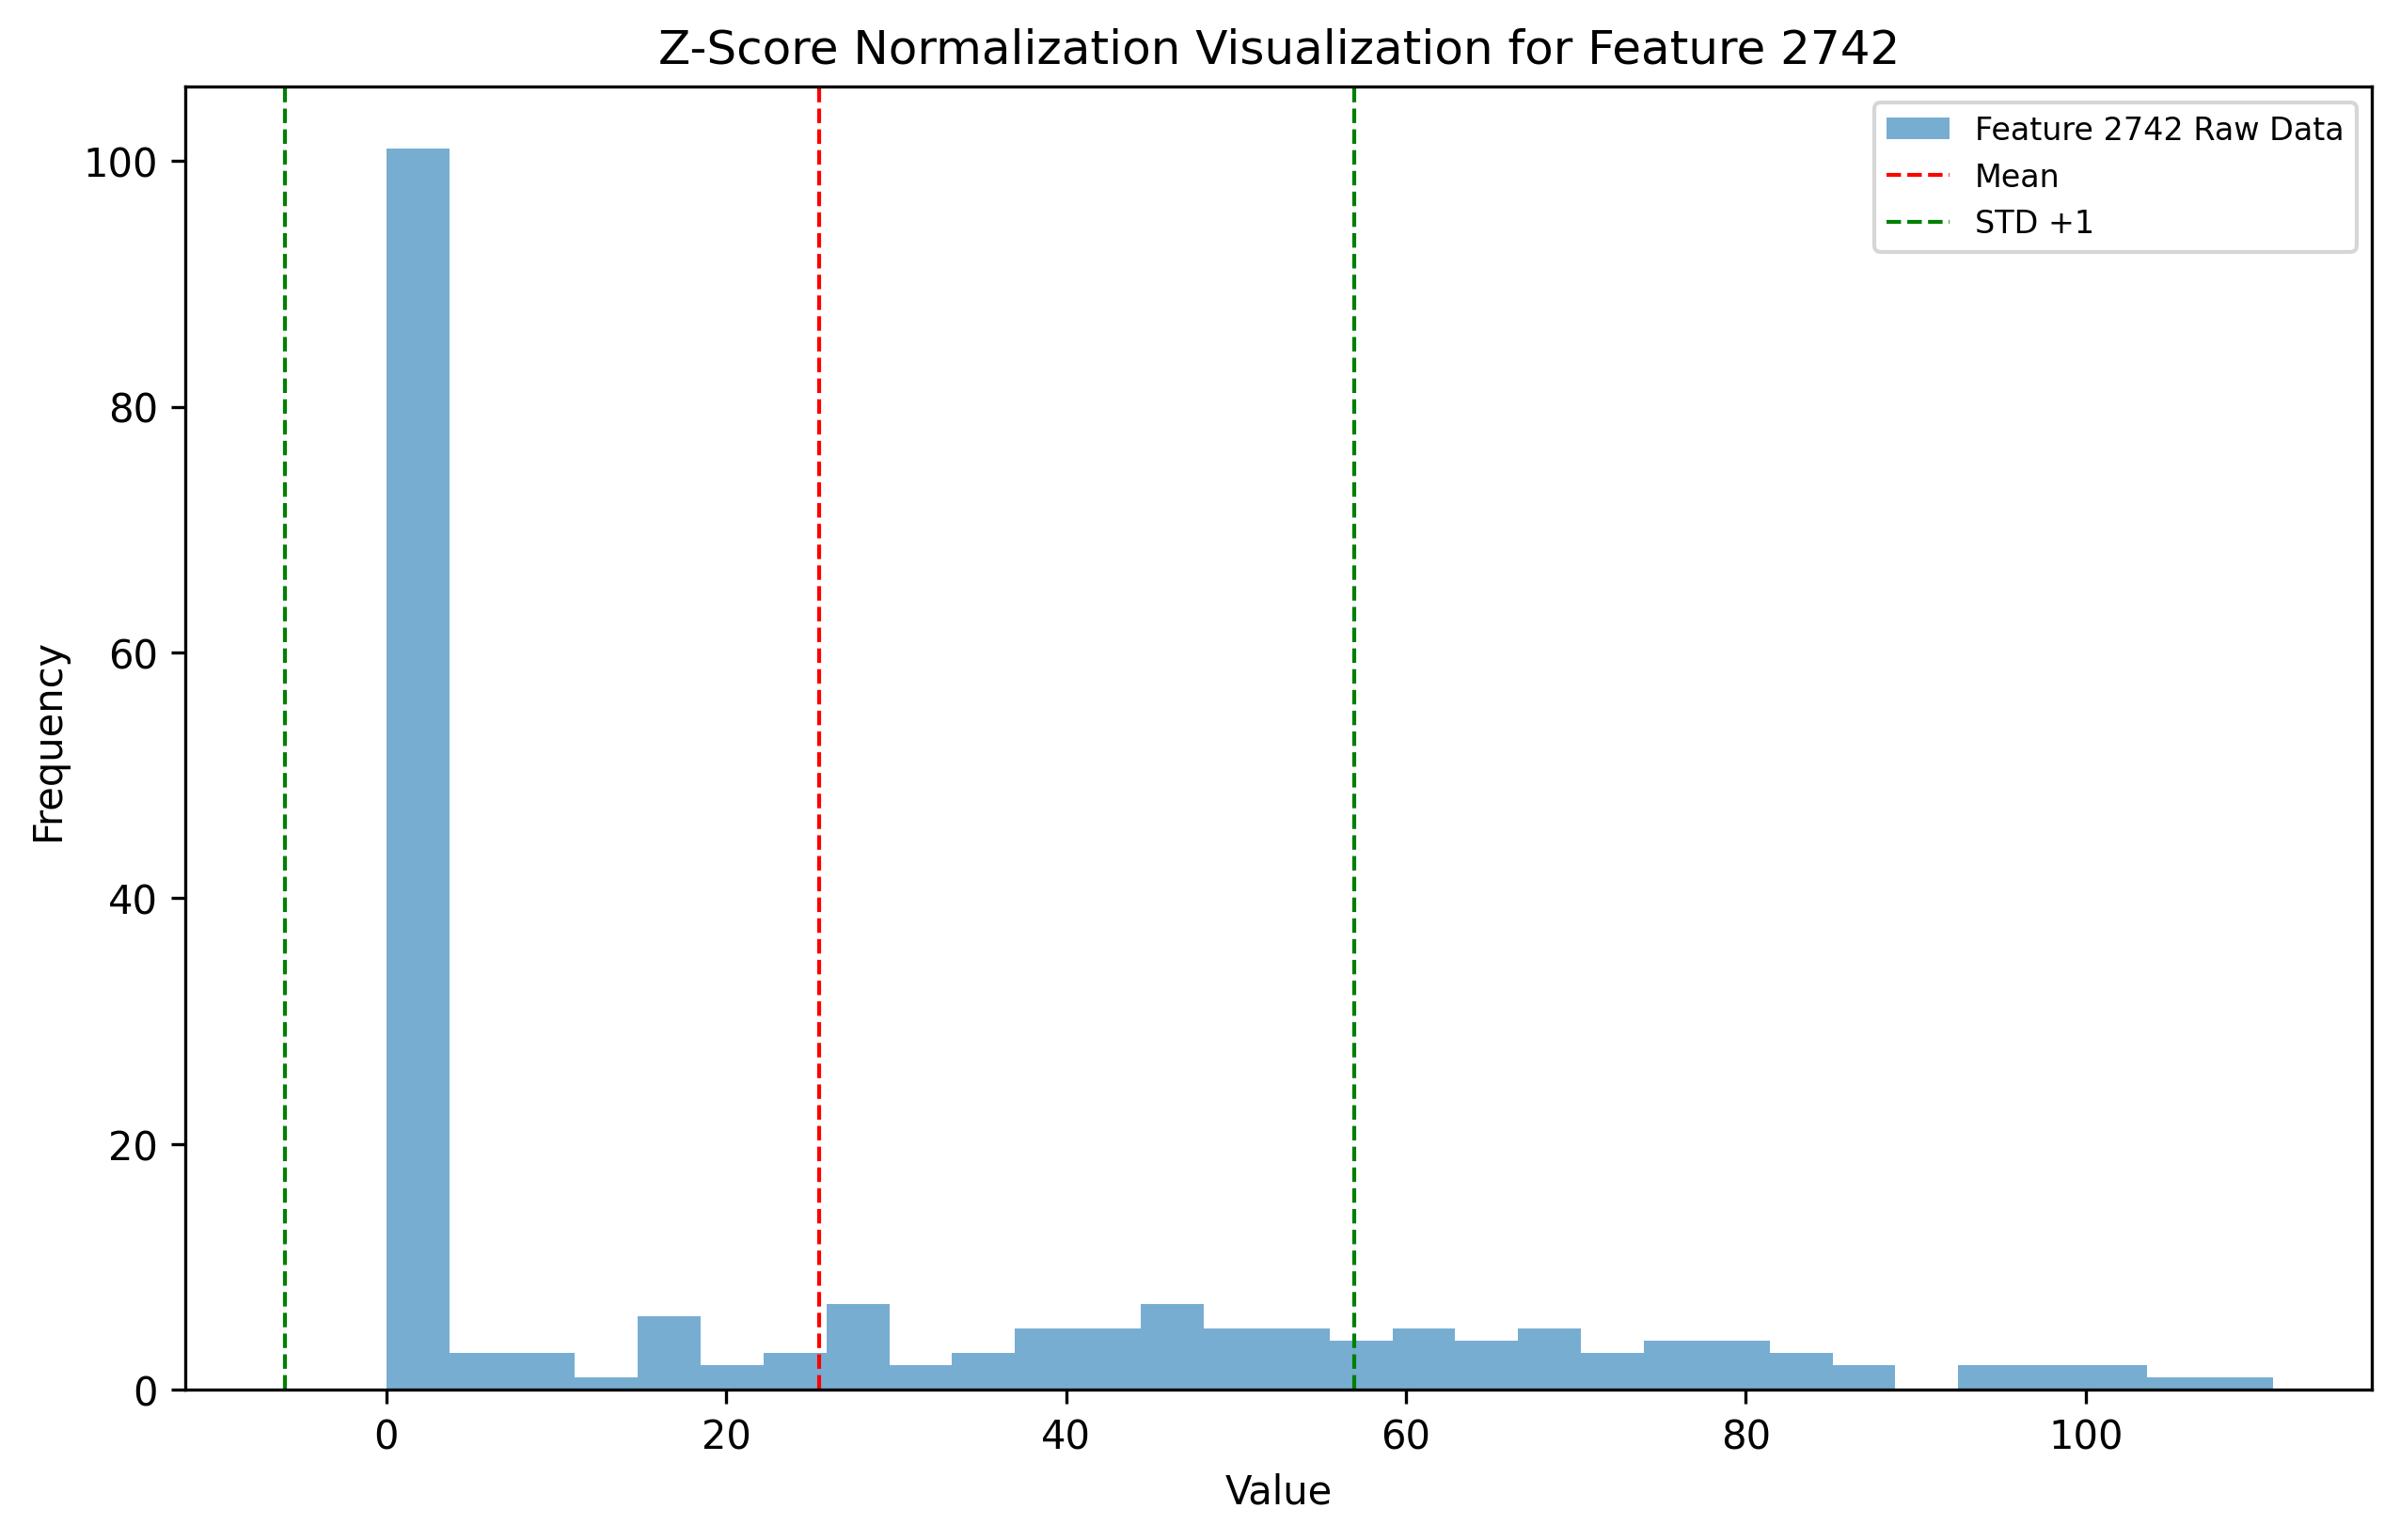 Z-Score Normalization Visualization for Feature 2742
Feature 2742 Raw Data
Mean
STD +1
100
80
60
40
20
0
Frequency
0 20 40 60 80 100
Value